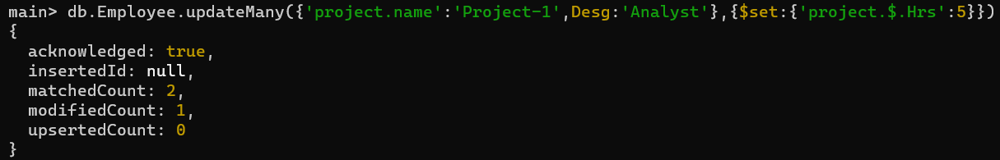 main> db.Employee.updateMany({'project.name':'Project-1',Desg:'Analyst'},{$set:{'project.$.Hrs':5}})
{
  acknowledged: true,
  insertedId: null,
  matchedCount: 2,
  modifiedCount: 1,
  upsertedCount: 0
}